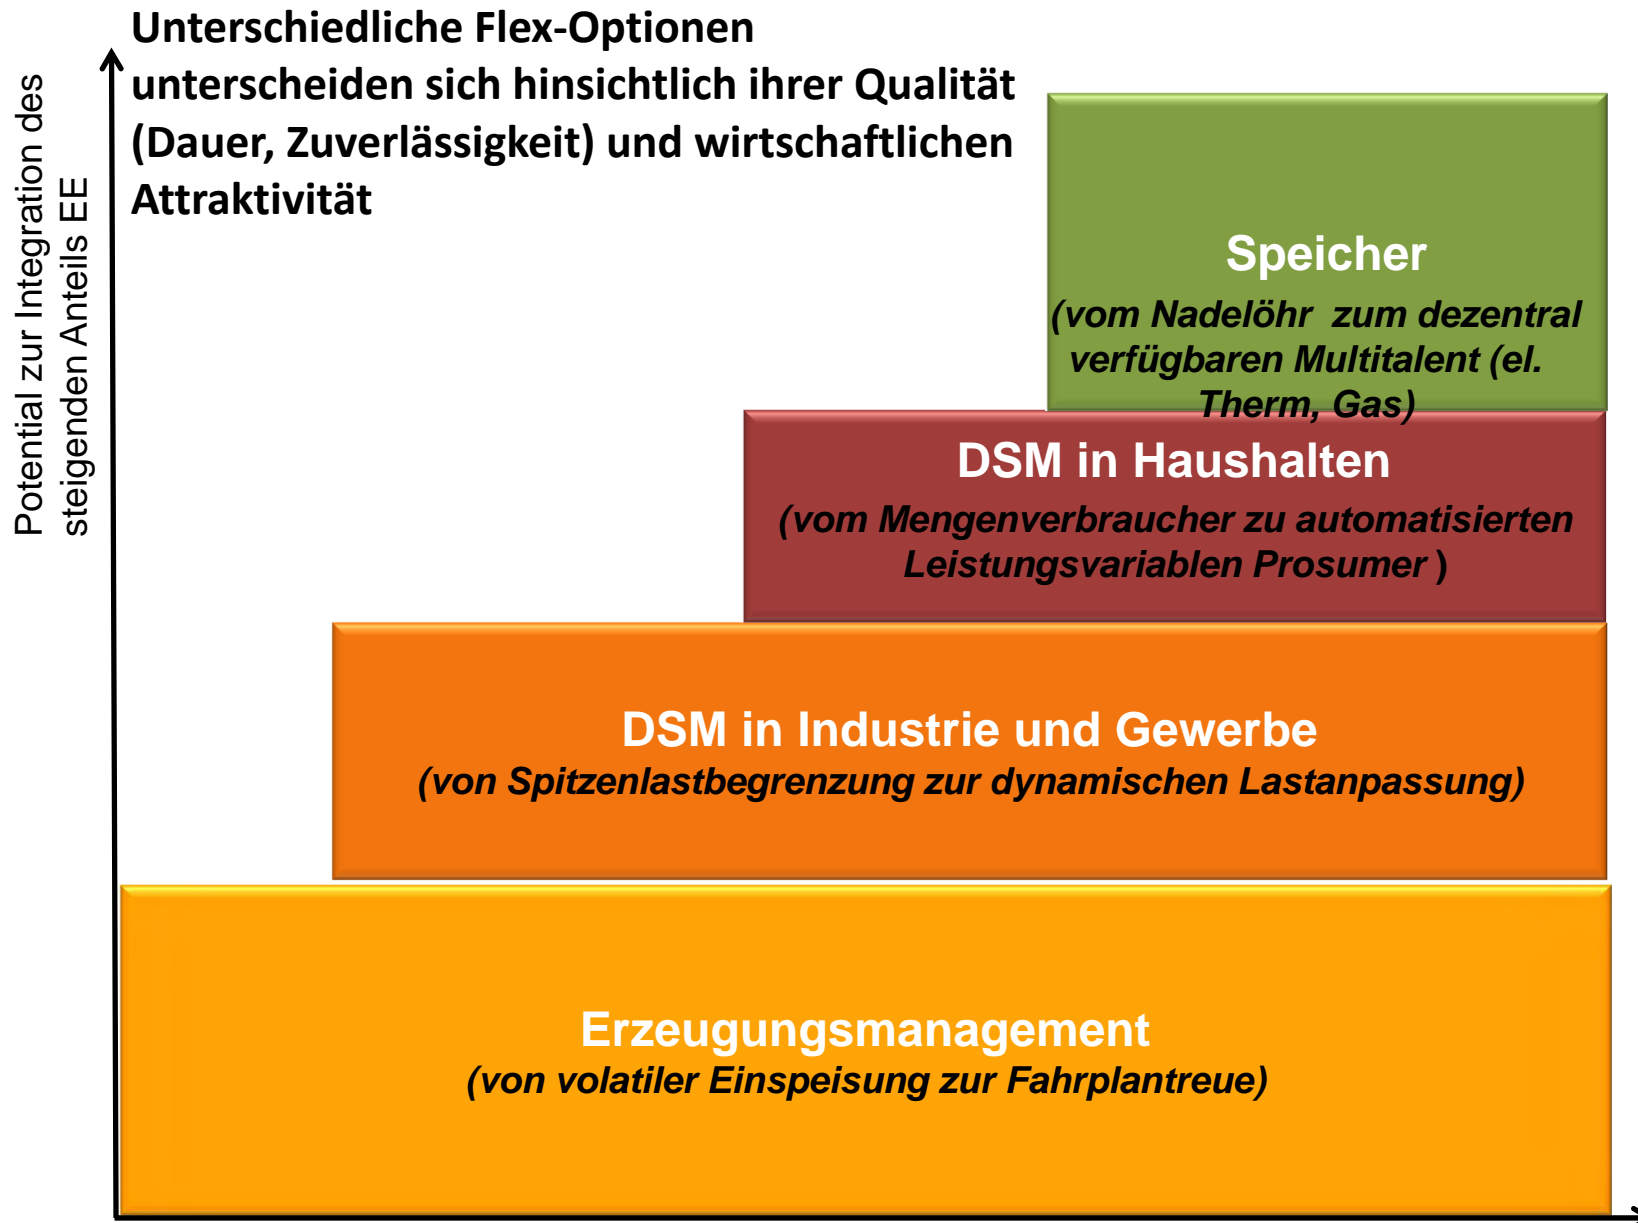 Unterschiedliche Flex-Optionen
unterscheiden sich hinsichtlich ihrer Qualität
(Dauer, Zuverlässigkeit) und wirtschaftlichen
Attraktivität
Potential zur Integration des
steigenden Anteils EE
Speicher
(vom Nadelöhr zum dezentral
verfügbaren Multitalent (el.
Therm, Gas)
DSM in Haushalten
(vom Mengenverbraucher zu automatisierten
Leistungsvariablen Prosumer )
DSM in Industrie und Gewerbe
(von Spitzenlastbegrenzung zur dynamischen Lastanpassung)
Erzeugungsmanagement
(von volatiler Einspeisung zur Fahrplantreue)